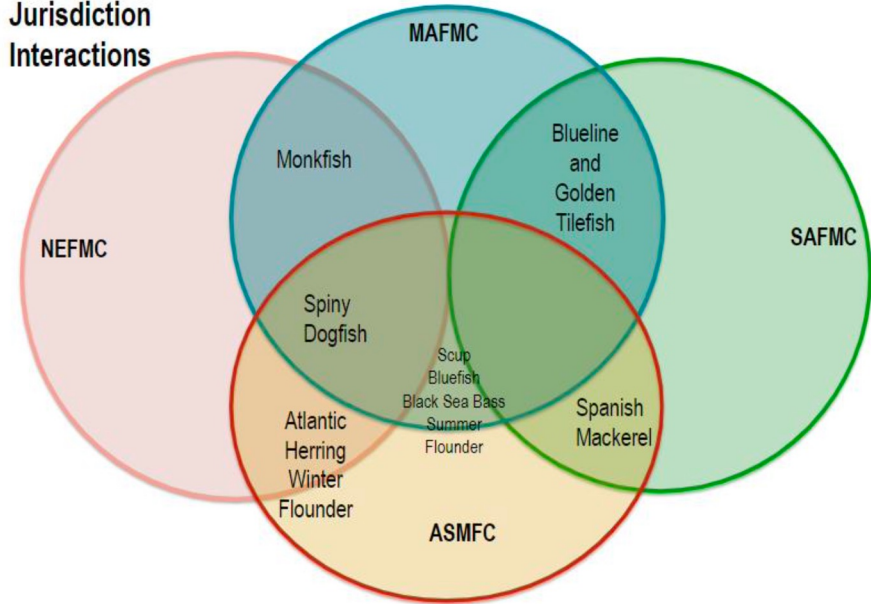 Jurisdiction
Interactions
MAFMC
Monkfish
Blueline
and
Golden
Tilefish
NEFMC
SAFMC
Spiny
Dogfish
Scup
Bluefish
Black Sea Bass
Summer
Flounder
Atlantic
Herring
Winter
Flounder
Spanish
Mackerel
ASMFC